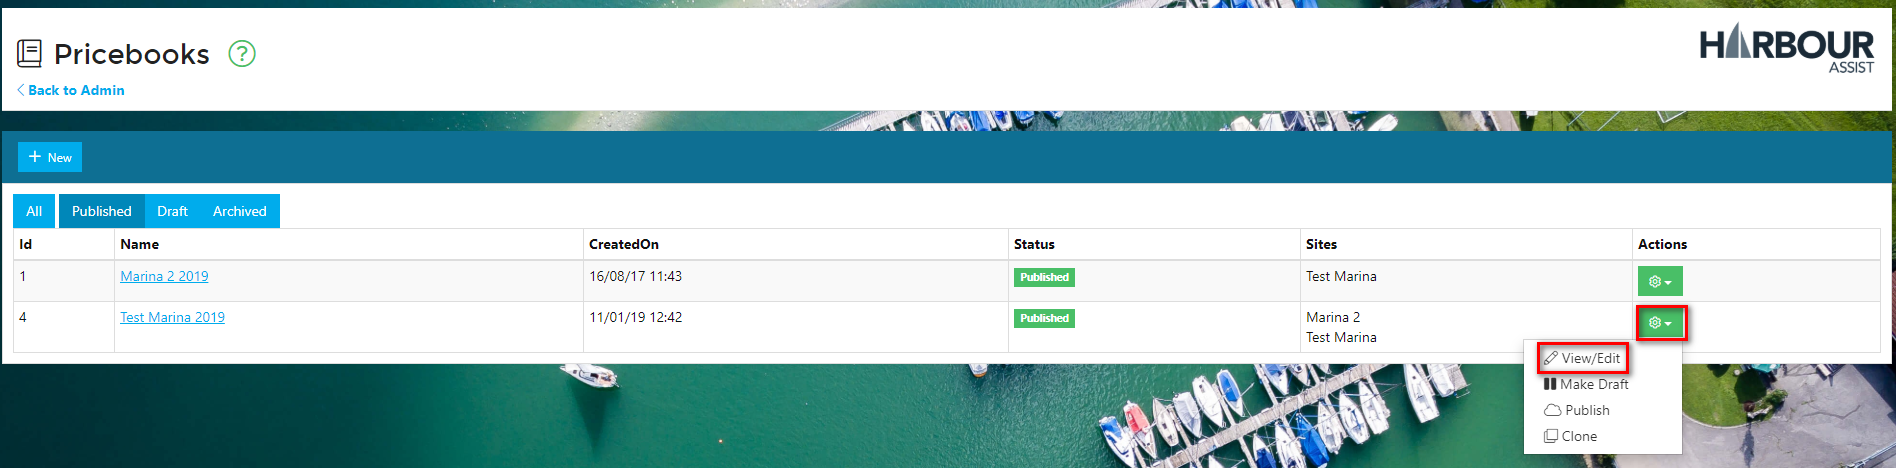 Pricebooks ?
HARBOUR
ASSIST
Back to Admin
New
All Published Draft Archived
Id Name CreatedOn Status Sites Actions
1 Marina 2 2019 16/08/17 11:43 Published Test Marina
4 Test Marina 2019 11/01/19 12:42 Published Marina 2
Test Marina
View/Edit
Make Draft
Publish
Clone